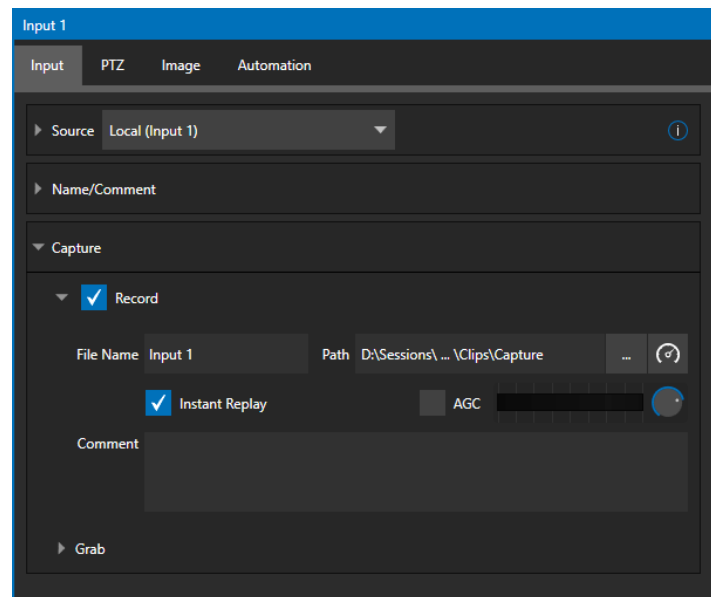 Input 1
Input PTZ Image Automation
Source Local (Input 1)
Name/Comment
Capture
Record
File Name Input 1 Path D:\Sessions\ ... \Clips\Capture ...
Instant Replay AGC
Comment
Grab